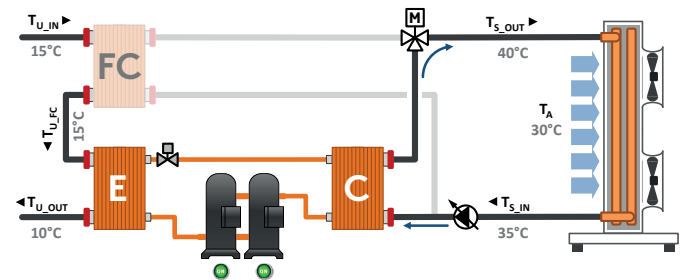 T_U_IN ▶
15°C
FC
M
T_S_OUT ▶
40°C
◀ T_U_FC
15°C
T_A
30°C
E
C
◀ T_U_OUT
10°C
◀ T_S_IN
35°C
ON
ON